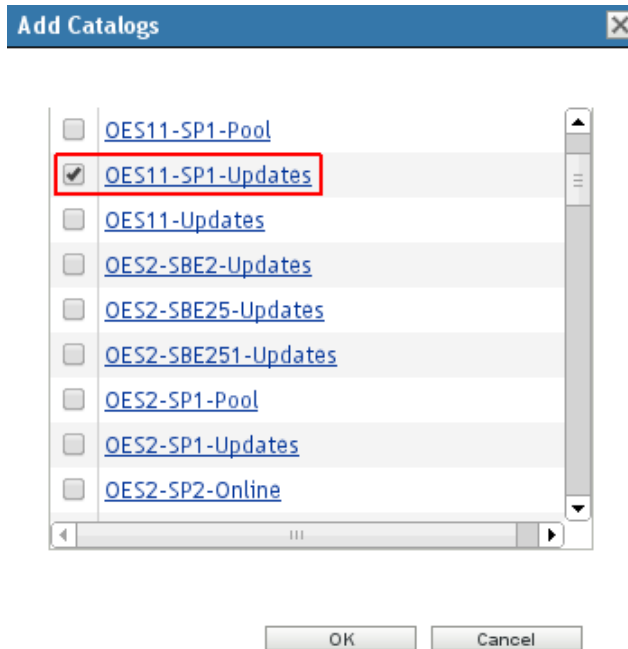 Add Catalogs
OES11-SP1-Pool
OES11-SP1-Updates
OES11-Updates
OES2-SBE2-Updates
OES2-SBE25-Updates
OES2-SBE251-Updates
OES2-SP1-Pool
OES2-SP1-Updates
OES2-SP2-Online
OK Cancel